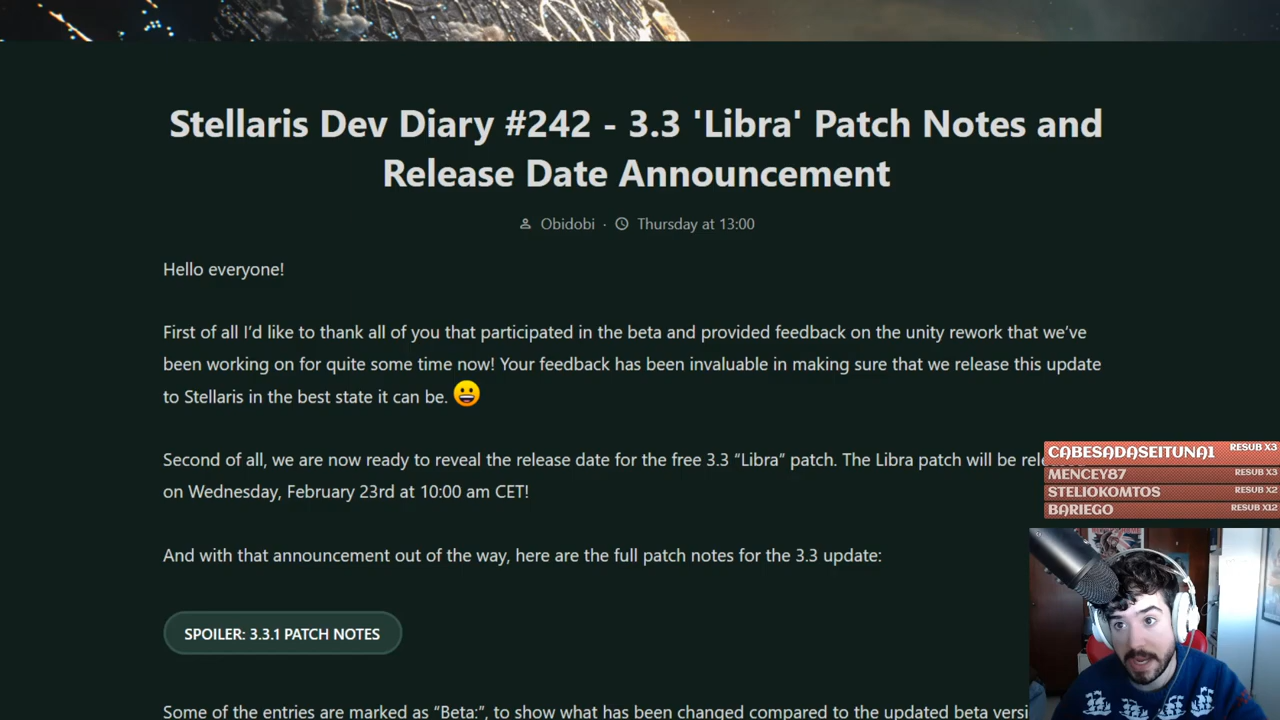 Stellaris Dev Diary #242 - 3.3 'Libra' Patch Notes and
Release Date Announcement
Obidobi · Thursday at 13:00
Hello everyone!
First of all I’d like to thank all of you that participated in the beta and provided feedback on the unity rework that we’ve
been working on for quite some time now! Your feedback has been invaluable in making sure that we release this update
to Stellaris in the best state it can be. 😀
Second of all, we are now ready to reveal the release date for the free 3.3 “Libra” patch. The Libra patch will be
on Wednesday, February 23rd at 10:00 am CET!
And with that announcement out of the way, here are the full patch notes for the 3.3 update:
SPOILER: 3.3.1 PATCH NOTES
Some of the entries are marked as “Beta:”, to show what has been changed compared to the updated beta
CABESADASEITUNA1 RESUB X3
MENCEY87 RESUB X3
STELIOKOMTOS RESUB X2
BARIEGO RESUB X12